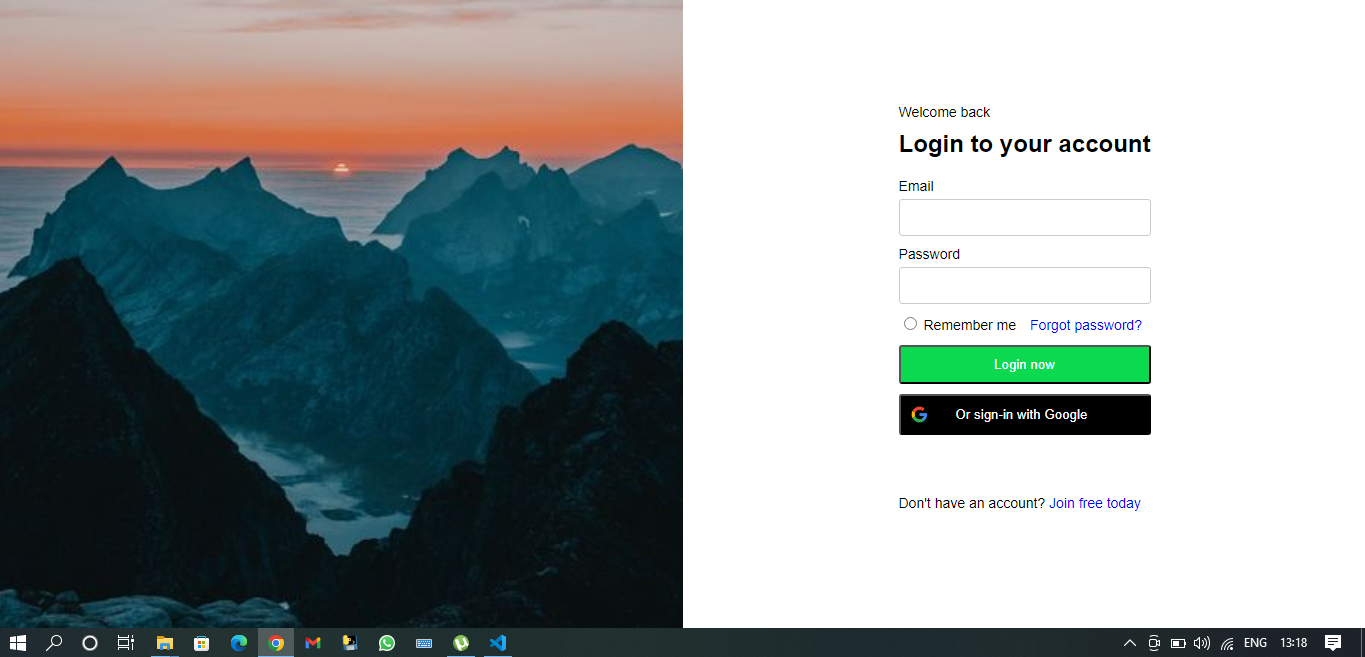 Welcome back
Login to your account
Email
Password
Remember me Forgot password?
Login now
Or sign-in with Google
Don't have an account? Join free today
ENG 13:18